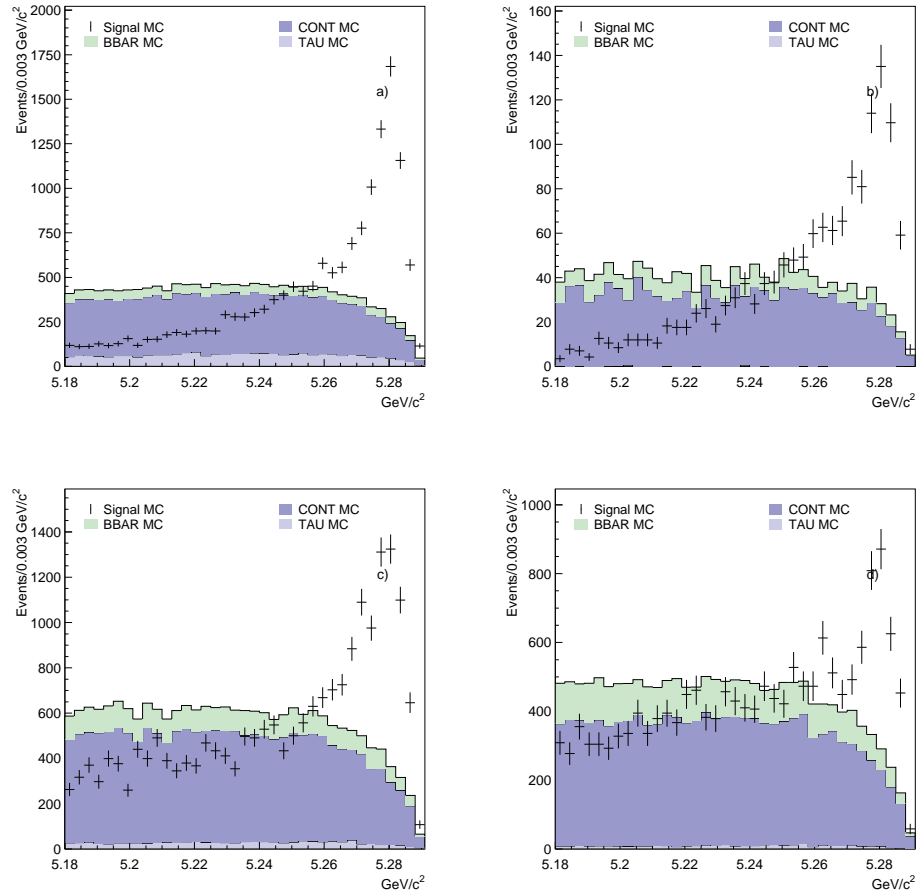 Events/0.003 GeV/c²
2000
1750
1500
1250
1000
750
500
250
0
Signal MC
BBAR MC
CONT MC
TAU MC
a)
5.18 5.2 5.22 5.24 5.26 5.28
GeV/c²
Events/0.003 GeV/c²
160
140
120
100
80
60
40
20
0
Signal MC
BBAR MC
CONT MC
TAU MC
b)
5.18 5.2 5.22 5.24 5.26 5.28
GeV/c²
Events/0.003 GeV/c²
1400
1200
1000
800
600
400
200
0
Signal MC
BBAR MC
CONT MC
TAU MC
c)
5.18 5.2 5.22 5.24 5.26 5.28
GeV/c²
Events/0.003 GeV/c²
1000
800
600
400
200
0
Signal MC
BBAR MC
CONT MC
TAU MC
d)
5.18 5.2 5.22 5.24 5.26 5.28
GeV/c²